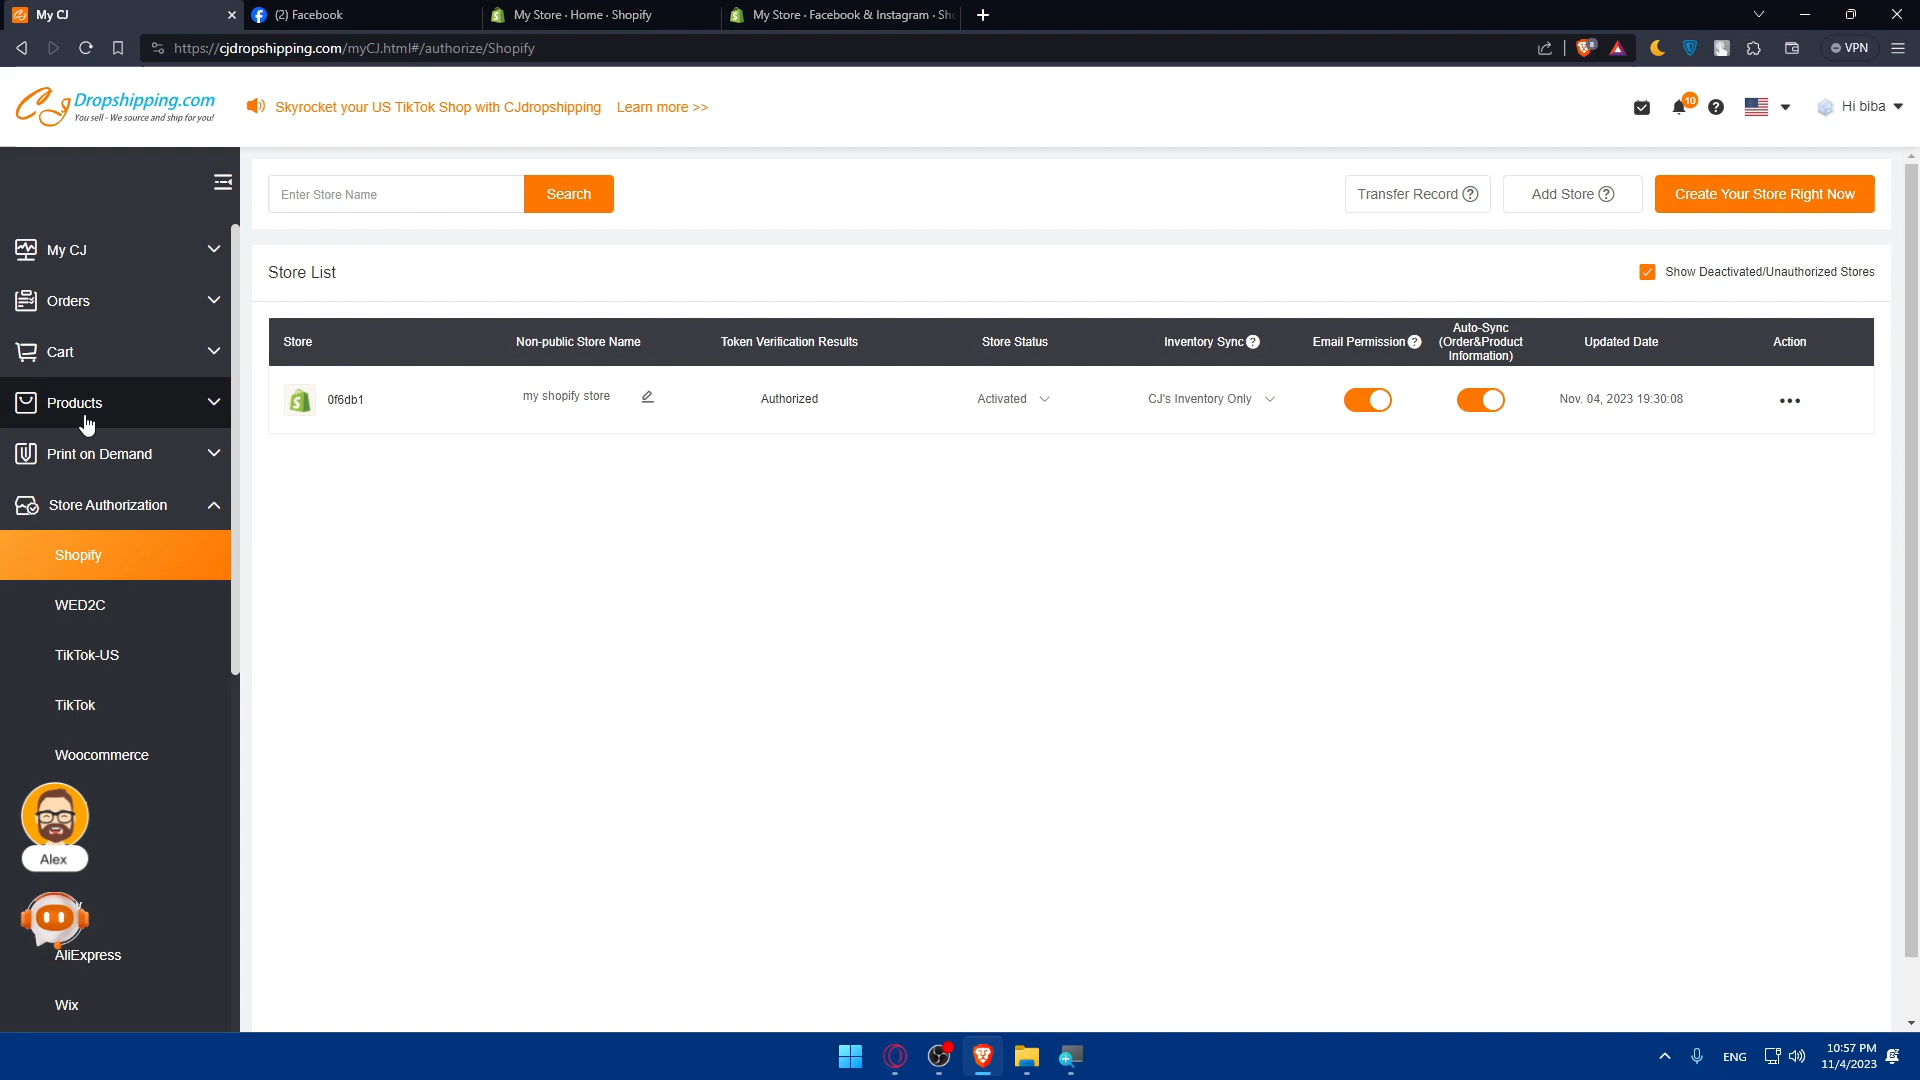 My CJ
(2) Facebook
My Store · Home · Shopify
My Store · Facebook & Instagram · Sh
https://cjdropshipping.com/myCJ.html#/authorize/Shopify
8
VPN
CJ Dropshipping.com
You sell - We source and ship for you!
Skyrocket your US TikTok Shop with CJdropshipping
Learn more >>
10
Hi biba
Enter Store Name
Search
Transfer Record ?
Add Store ?
Create Your Store Right Now
My CJ
Orders
Cart
Products
Print on Demand
Store Authorization
Shopify
WED2C
TikTok-US
TikTok
Woocommerce
Alex
AliExpress
Wix
Store List
Show Deactivated/Unauthorized Stores
Store
Non-public Store Name
Token Verification Results
Store Status
Inventory Sync ?
Email Permission ?
Auto-Sync
(Order&Product
Information)
Updated Date
Action
0f6db1
my shopify store
Authorized
Activated
CJ's Inventory Only
Nov. 04, 2023 19:30:08
ENG
10:57 PM
11/4/2023